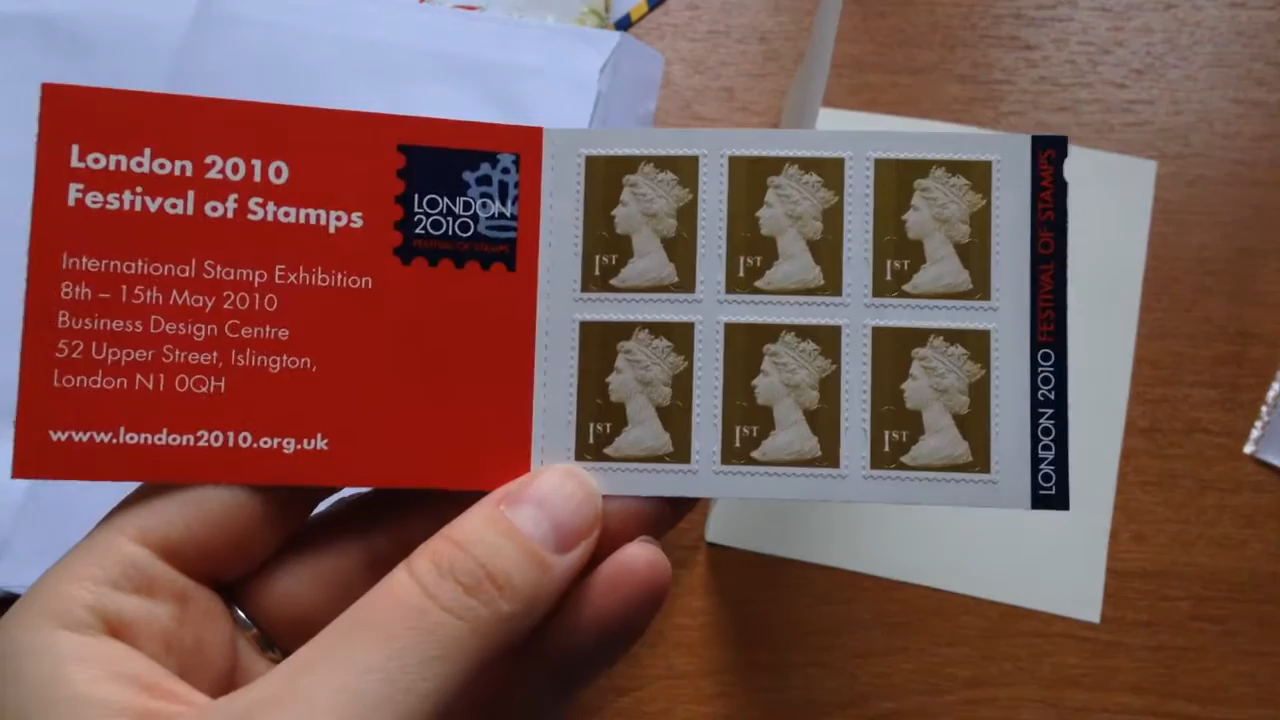 London 2010
Festival of Stamps
International Stamp Exhibition
8th – 15th May 2010
Business Design Centre
52 Upper Street, Islington,
London N1 0QH
www.london2010.org.uk
LONDON
2010
FESTIVAL OF STAMPS
1ST
1ST
1ST
1ST
1ST
1ST
LONDON 2010 FESTIVAL OF STAMPS